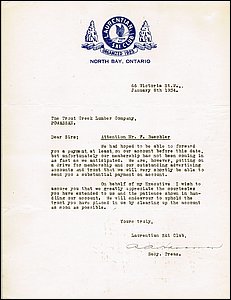 LAURENTIAN
SKI CLUB
ORGANIZED 1932
NORTH BAY, ONTARIO
44 Victoria St.W.,
January 8th 1934.
The Trout Creek Lumber Company,
POWASSAN,
Dear Sirs; Attention Mr. F.
We had hoped to be able to forward
you a payment at least on our account before this date,
but unfortunately our membership has not been coming in
as fast as we anticipated. We are, however, putting on
a drive for membership and our outstanding advertising
accounts and trust that we will very shortly be able to
send you a substantial payment on account.
On behalf of my Executive I wish to
assure you that we greatly appreciate the courtesies
you have extended to us and the patience shown in hand-
ling our account. We will endeavour to uphold the
trust you have placed in us by clearing up the account
as soon as possible.
Yours truly,
Laurentian Ski Club,
Secy. Treas.